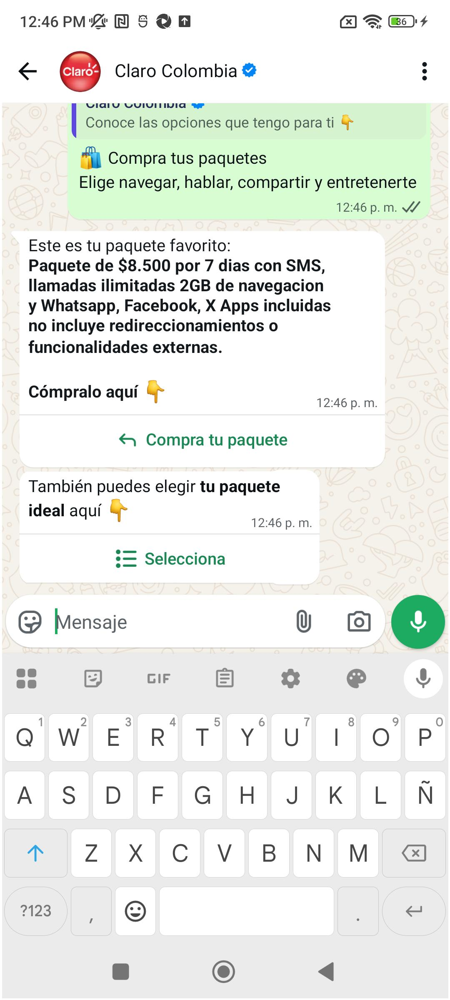 12:46 PM
36
Claro
Claro Colombia
Claro Colombia
Conoce las opciones que tengo para ti 👇
🛍️ Compra tus paquetes
Elige navegar, hablar, compartir y entretenerte
12:46 p. m.
Este es tu paquete favorito:
Paquete de $8.500 por 7 dias con SMS,
llamadas ilimitadas 2GB de navegacion
y Whatsapp, Facebook, X Apps incluidas
no incluye redireccionamientos o
funcionalidades externas.
Cómpralo aquí 👇
12:46 p. m.
Compra tu paquete
También puedes elegir tu paquete
ideal aquí 👇
12:46 p. m.
Selecciona
Mensaje
GIF
1 2 3 4 5 6 7 8 9 0
Q W E R T Y U I O P
A S D F G H J K L Ñ
Z X C V B N M
?123 , .